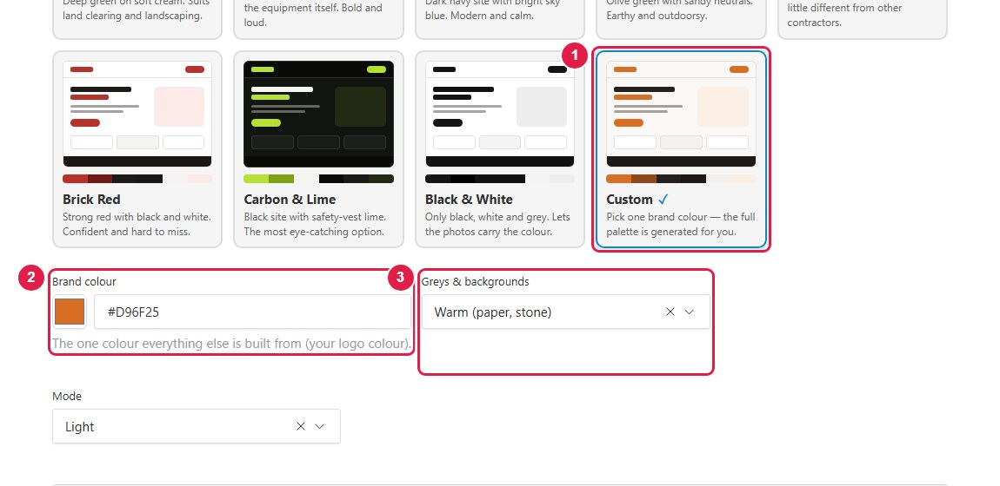 Deep green on soft cream. Suits
land clearing and landscaping.
the equipment itself. Bold and
loud.
Dark navy site with bright sky
blue. Modern and calm.
Olive green with sandy neutrals.
Earthy and outdoorsy.
little different from other
contractors.
1
Brick Red
Strong red with black and white.
Confident and hard to miss.
Carbon & Lime
Black site with safety-vest lime.
The most eye-catching option.
Black & White
Only black, white and grey. Lets
the photos carry the colour.
Custom ✓
Pick one brand colour — the full
palette is generated for you.
2
Brand colour
#D96F25
The one colour everything else is built from (your logo colour).
3
Greys & backgrounds
Warm (paper, stone)
Mode
Light